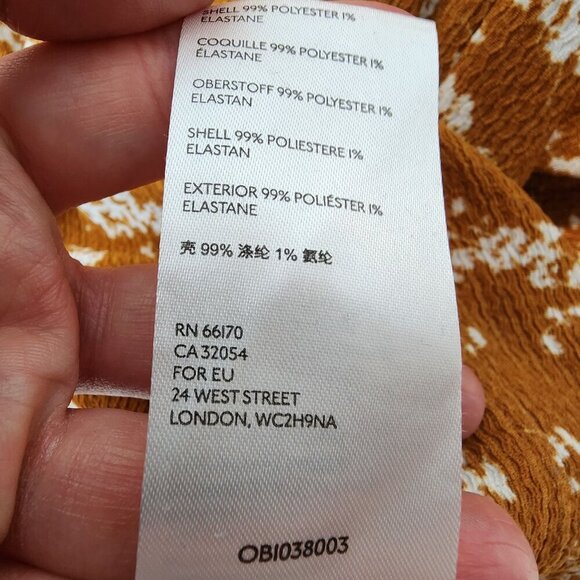 SHELL 99% POLYESTER 1%
ELASTANE
COQUILLE 99% POLYESTER 1%
ÉLASTANE
OBERSTOFF 99% POLYESTER 1%
ELASTAN
SHELL 99% POLIESTERE 1%
ELASTAN
EXTERIOR 99% POLIÉSTER 1%
ELASTANE
壳 99% 涤纶 1% 氨纶
RN 66170
CA 32054
FOR EU
24 WEST STREET
LONDON, WC2H9NA
OB1038003